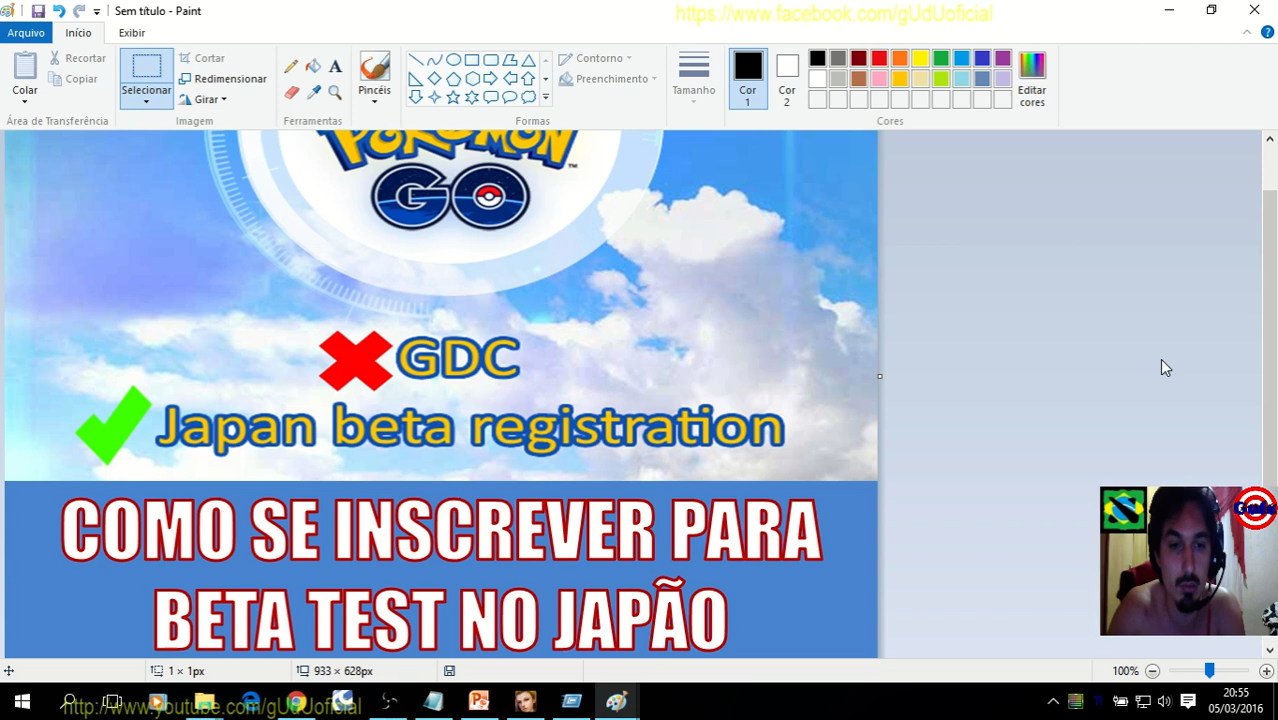 Sem título - Paint
https://www.facebook.com/gUdUoficial
Arquivo
Início
Exibir
Colar
Recortar
Copiar
Área de Transferência
Selecionar
Cortar
Redimensionar
Girar
Imagem
A
Ferramentas
Pincéis
Contorno
Preenchimento
Formas
Tamanho
Cor 1
Cor 2
Editar cores
Cores
POKÉMON
TM
GO
GDC
Japan beta registration
COMO SE INSCREVER PARA
BETA TEST NO JAPÃO
1 × 1px
933 × 628px
100%
http://www.youtube.com/gUdUoficial
20:55
05/03/2016